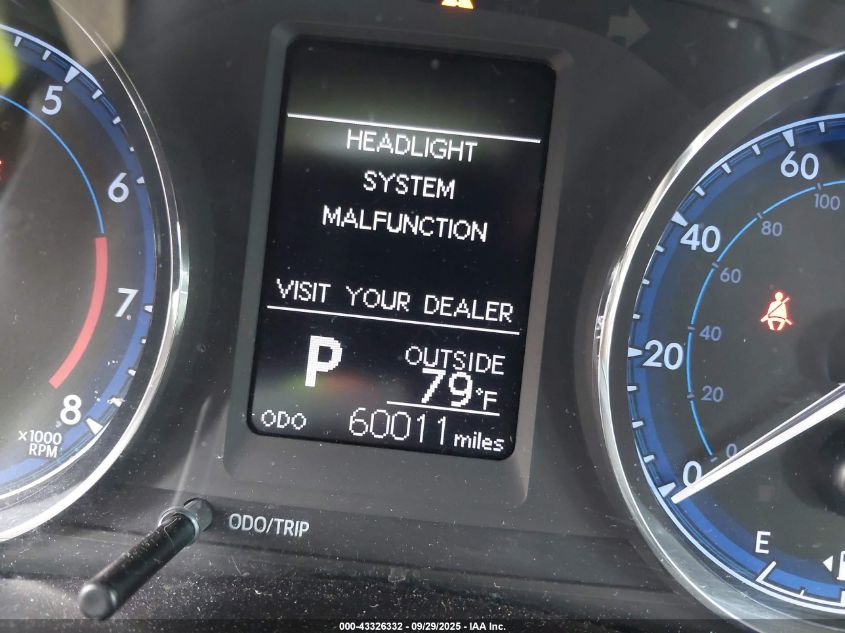 5
6
7
8
×1000
RPM
HEADLIGHT
SYSTEM
MALFUNCTION
VISIT YOUR DEALER
P
OUTSIDE
79°F
ODO 60011 miles
ODO/TRIP
60
40
20
0
100
80
60
40
20
0
E
000-43326332 - 09/29/2025 - IAA Inc.